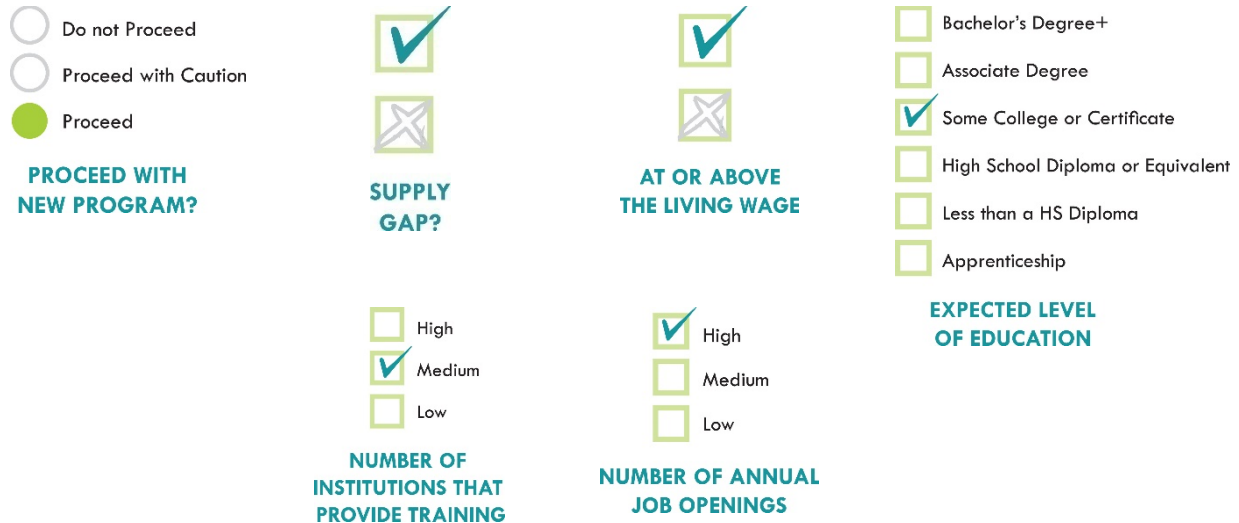 Do not Proceed
Proceed with Caution
Proceed
PROCEED WITH
NEW PROGRAM?
SUPPLY
GAP?
AT OR ABOVE
THE LIVING WAGE
Bachelor’s Degree+
Associate Degree
Some College or Certificate
High School Diploma or Equivalent
Less than a HS Diploma
Apprenticeship
EXPECTED LEVEL
OF EDUCATION
High
Medium
Low
NUMBER OF
INSTITUTIONS THAT
PROVIDE TRAINING
High
Medium
Low
NUMBER OF ANNUAL
JOB OPENINGS